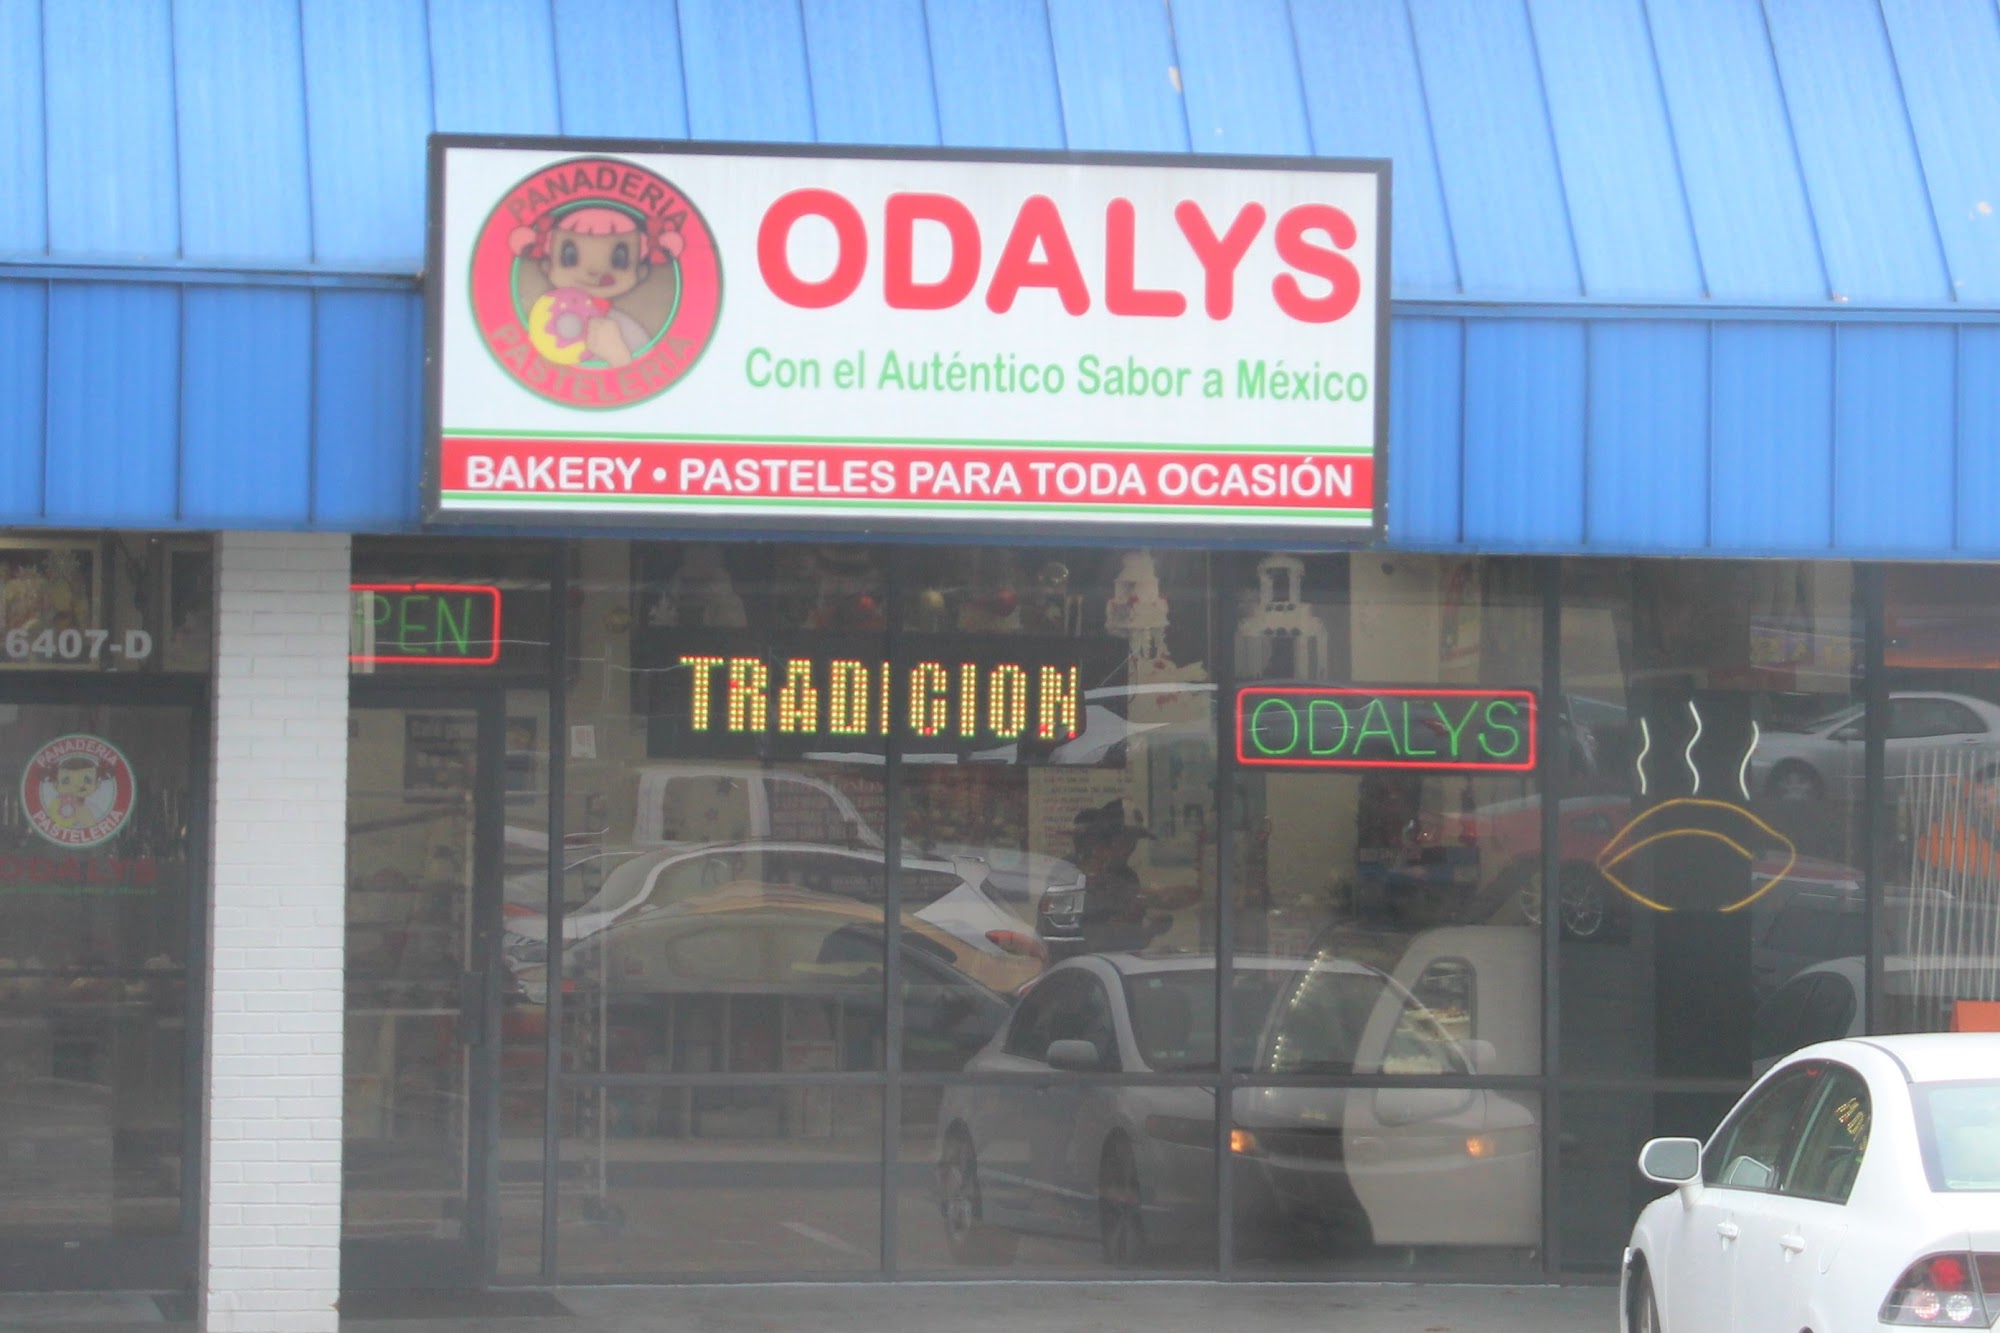 PANADERIA
PASTELERIA
ODALYS
Con el Auténtico Sabor a México
BAKERY • PASTELES PARA TODA OCASIÓN
PEN
6407-D
TRADICION
ODALYS
PANADERIA
PASTELERIA
ODALYS